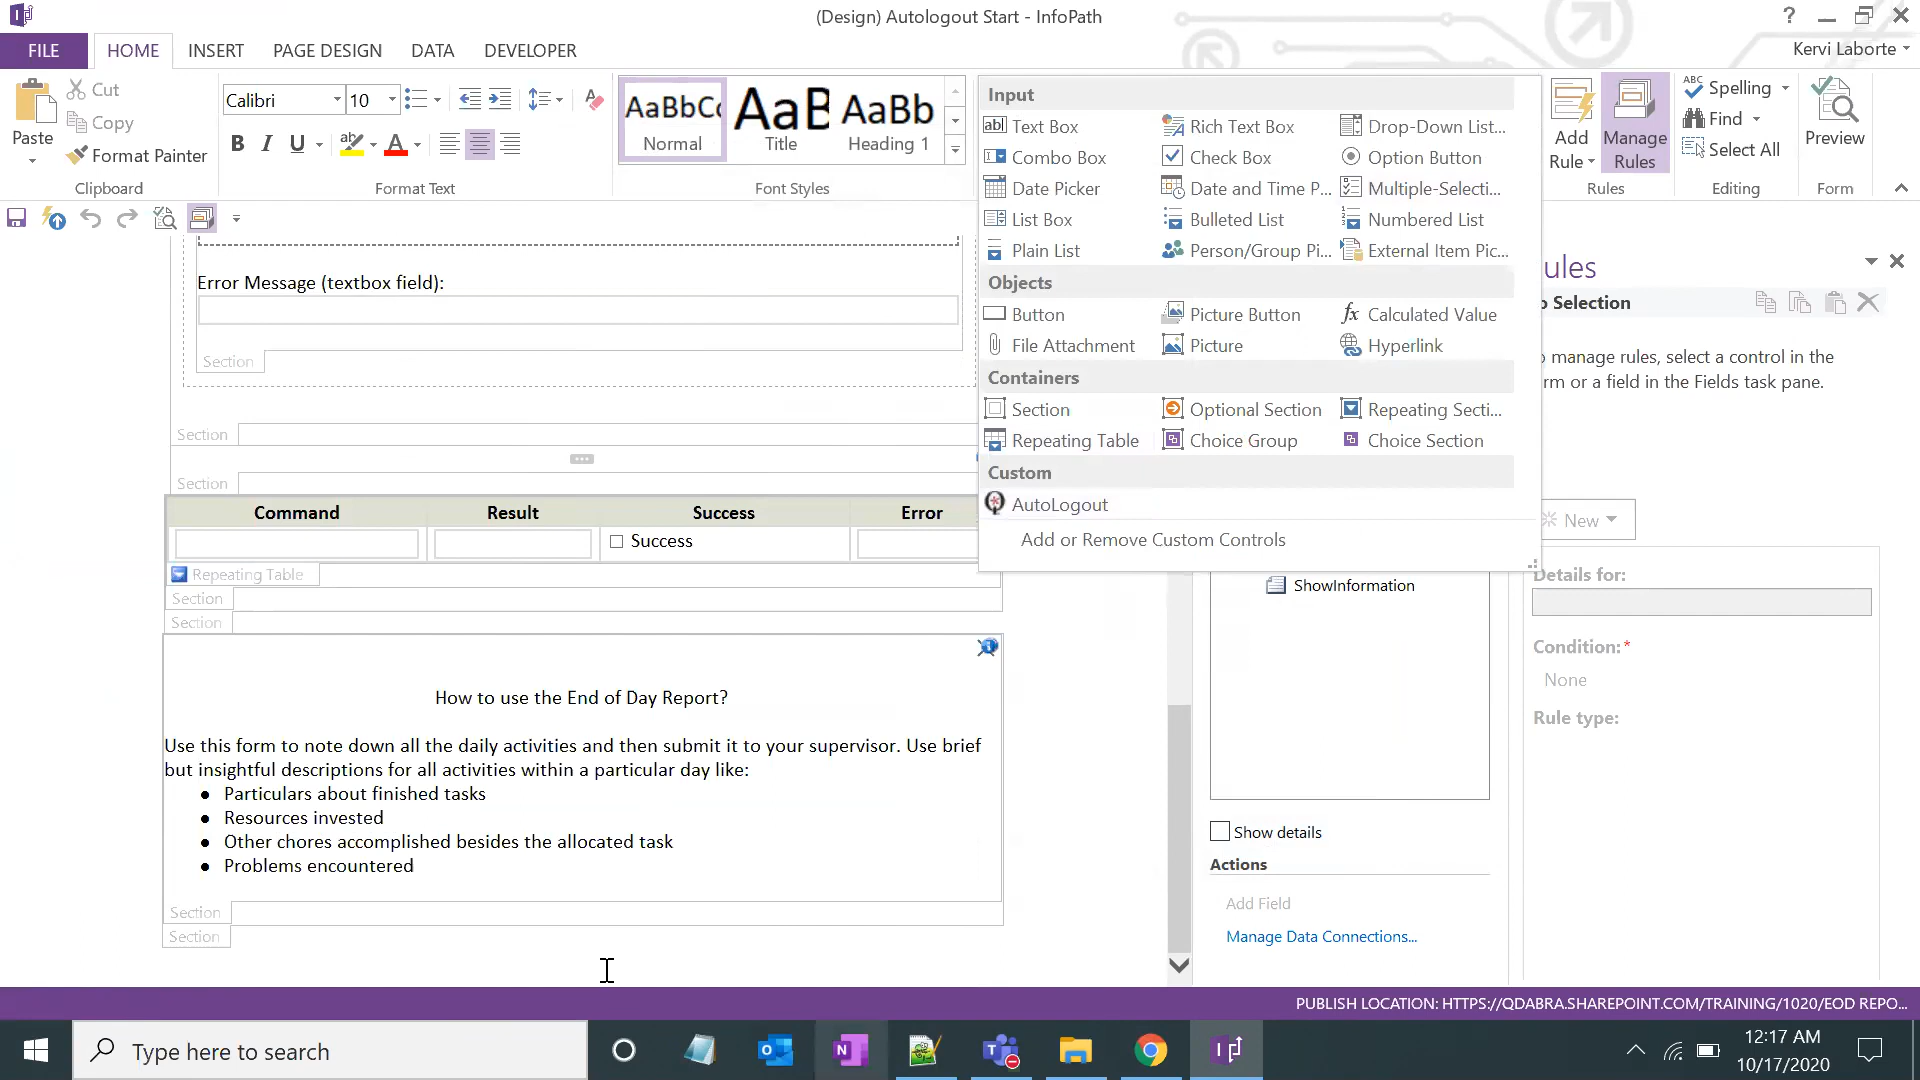 (Design) Autologout Start - InfoPath
?
FILE
HOME
INSERT
PAGE DESIGN
DATA
DEVELOPER
Kervi Laborte
Paste
Cut
Copy
Format Painter
Clipboard
Calibri
10
B I U
A
Format Text
AaBbCc
Normal
AaB
Title
AaBb
Heading 1
Font Styles
Input
Text Box
Rich Text Box
Drop-Down List...
Combo Box
Check Box
Option Button
Date Picker
Date and Time P...
Multiple-Selecti...
List Box
Bulleted List
Numbered List
Plain List
Person/Group Pi...
External Item Pic...
Objects
Button
Picture Button
Calculated Value
File Attachment
Picture
Hyperlink
Containers
Section
Optional Section
Repeating Secti...
Repeating Table
Choice Group
Choice Section
Custom
AutoLogout
Add or Remove Custom Controls
Add
Rule
Manage
Rules
Rules
ABC
Spelling
Find
Select All
Editing
Preview
Form
Error Message (textbox field):
Section
Section
Section
Command
Result
Success
Error
Success
Repeating Table
Section
Section
How to use the End of Day Report?
Use this form to note down all the daily activities and then submit it to your supervisor. Use brief
but insightful descriptions for all activities within a particular day like:
● Particulars about finished tasks
● Resources invested
● Other chores accomplished besides the allocated task
● Problems encountered
Section
Section
ShowInformation
Show details
Actions
Add Field
Manage Data Connections...
ules
o Selection
o manage rules, select a control in the
rm or a field in the Fields task pane.
New
Details for:
Condition:*
None
Rule type:
PUBLISH LOCATION: HTTPS://QDABRA.SHAREPOINT.COM/TRAINING/1020/EOD REPO...
Type here to search
12:17 AM
10/17/2020